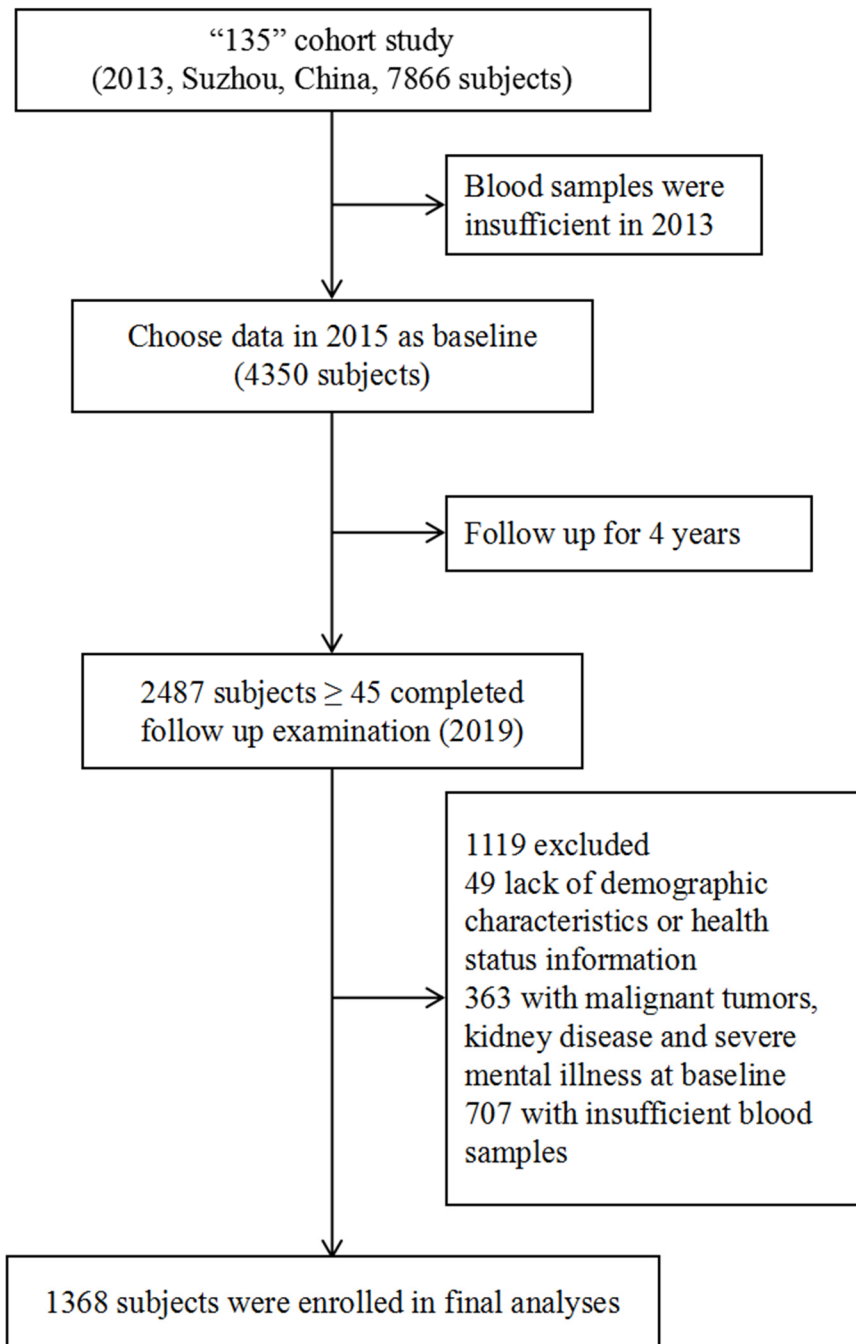 “135” cohort study
(2013, Suzhou, China, 7866 subjects)
Blood samples were
insufficient in 2013
Choose data in 2015 as baseline
(4350 subjects)
Follow up for 4 years
2487 subjects ≥ 45 completed
follow up examination (2019)
1119 excluded
49 lack of demographic
characteristics or health
status information
363 with malignant tumors,
kidney disease and severe
mental illness at baseline
707 with insufficient blood
samples
1368 subjects were enrolled in final analyses